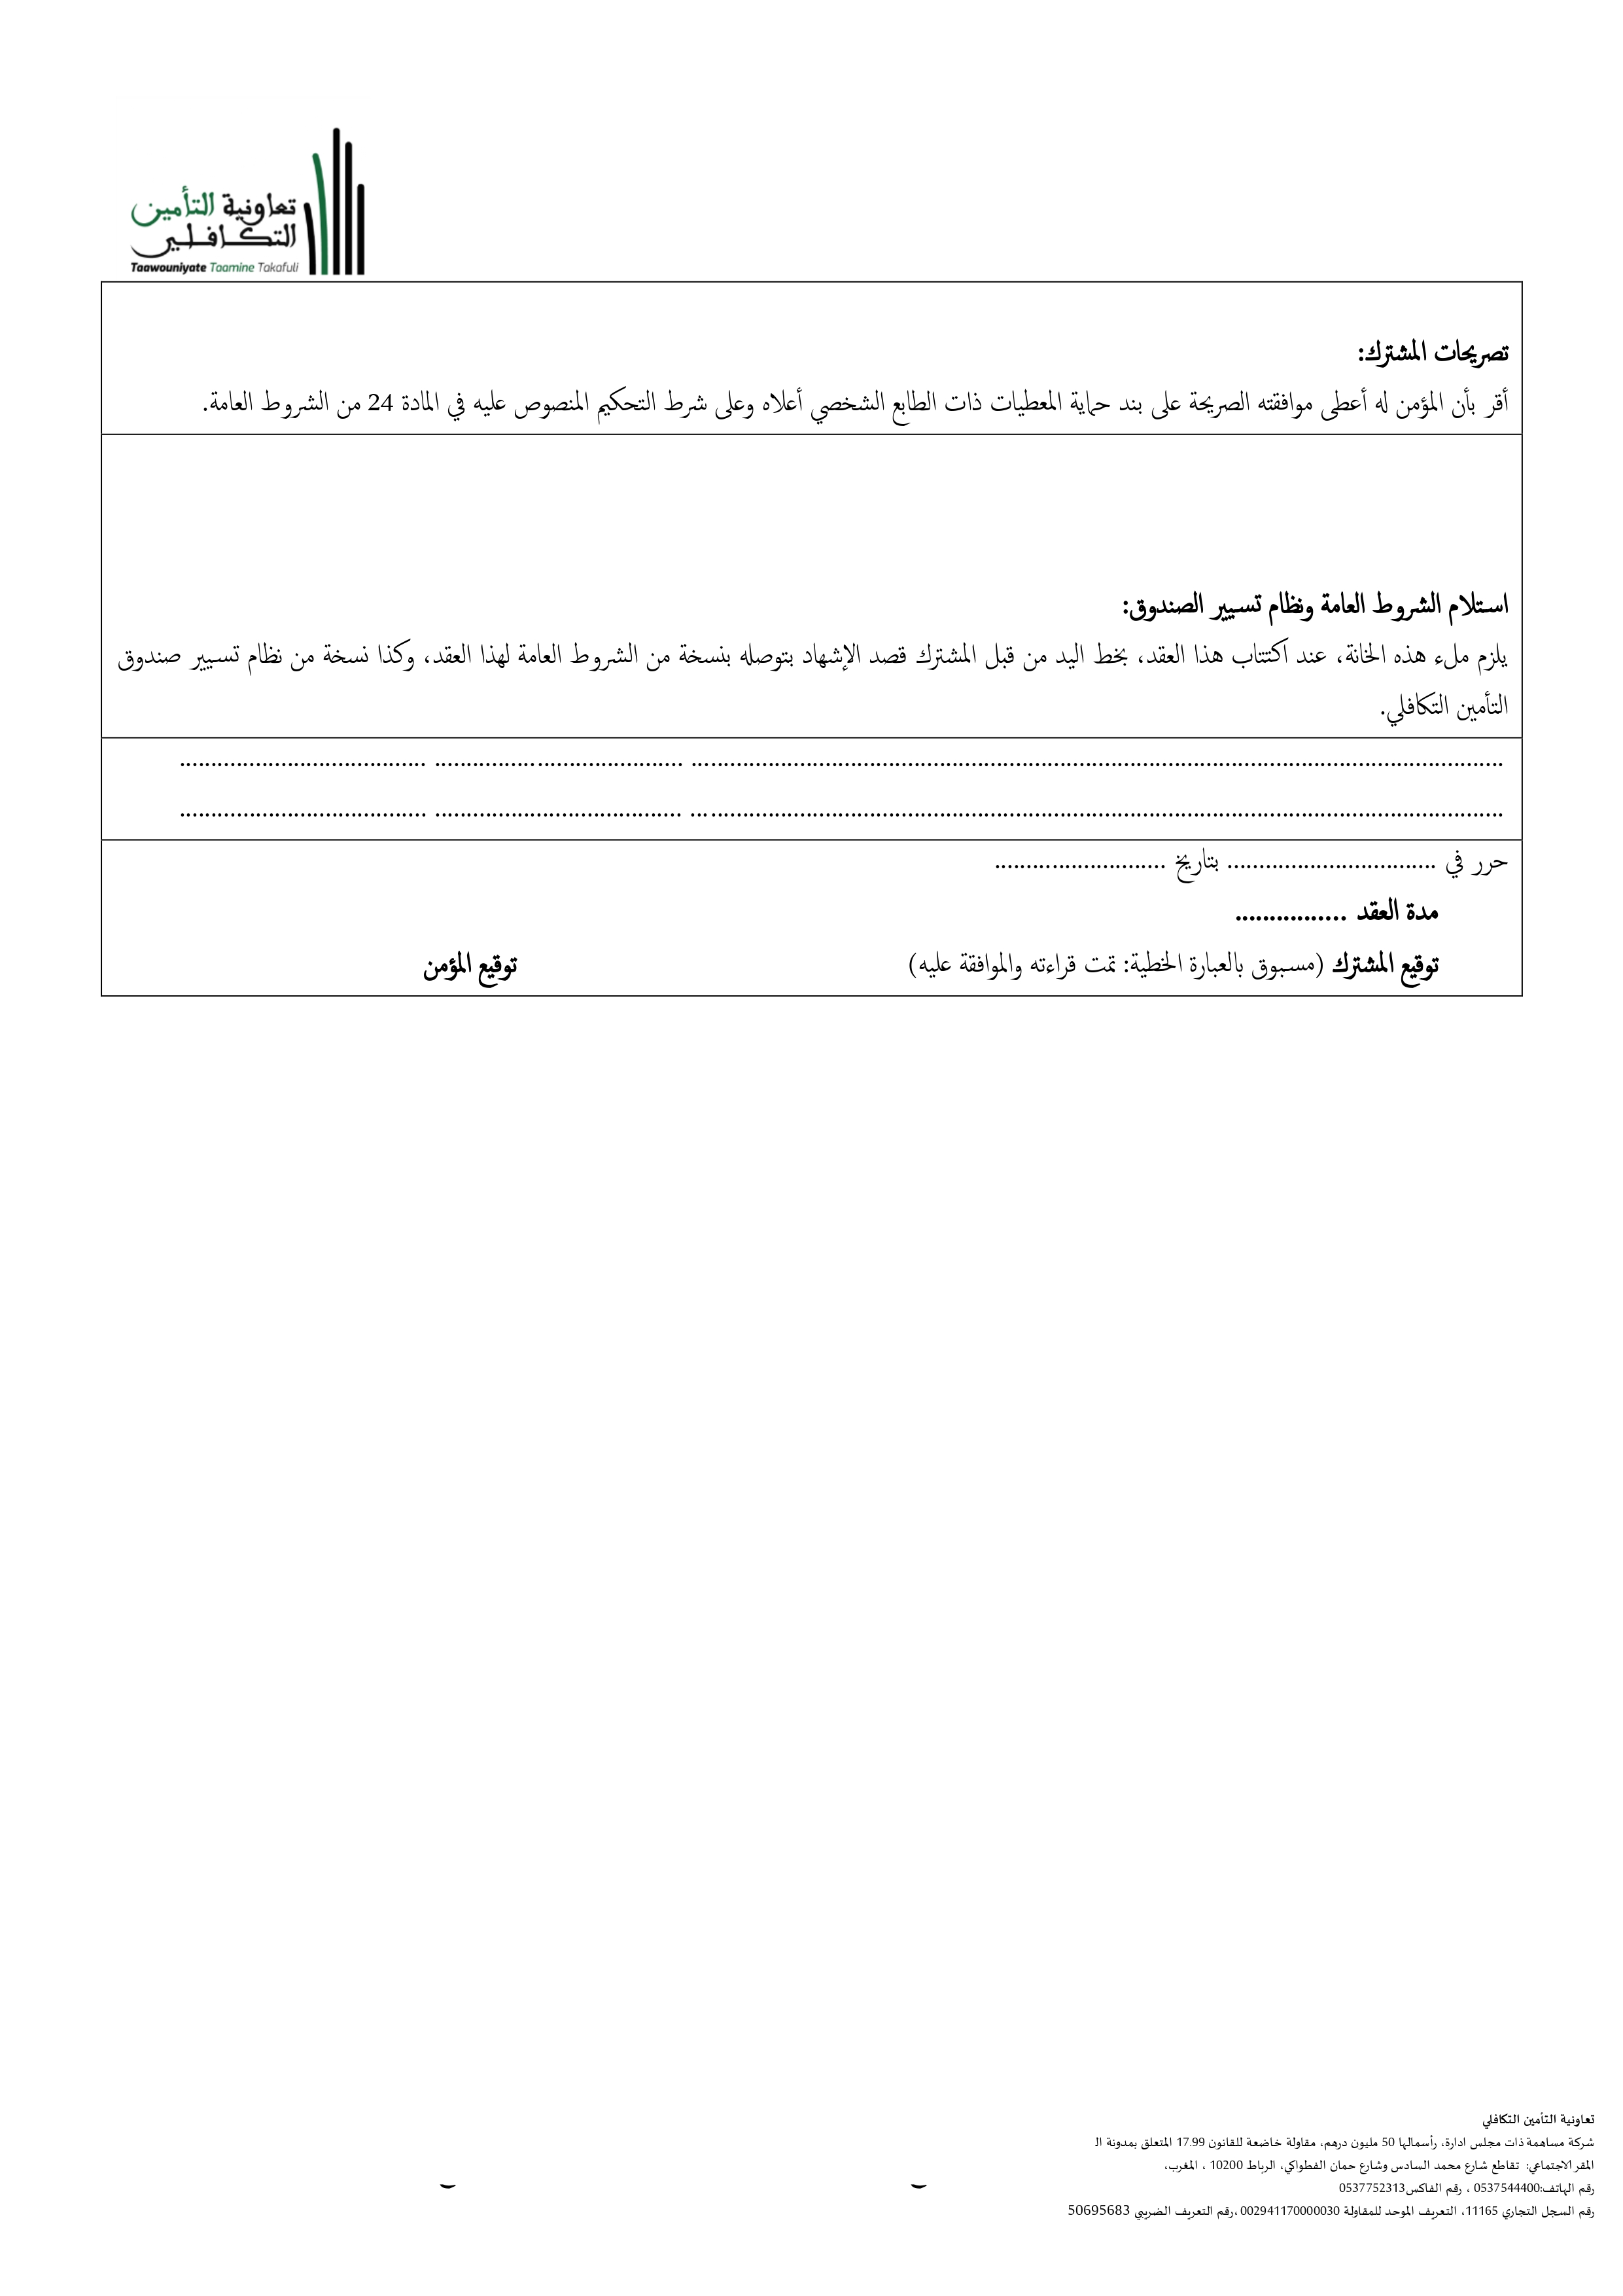 تعاونية التأمين
التكافلي
Taawouniyate Taamine Takafuli
تصريحات المشترك:
أقر بأن المؤمن له أعطى موافقته الصريحة على بند حماية المعطيات ذات الطابع الشخصي أعلاه وعلى شرط التحكيم المنصوص عليه في المادة 24 من الشروط العامة.
استلام الشروط العامة ونظام تسيير الصندوق:
يلزم ملء هذه الخانة، عند اكتتاب هذا العقد، بخط اليد من قبل المشترك قصد الإشهاد بتوصله بنسخة من الشروط العامة لهذا العقد، وكذا نسخة من نظام تسيير صندوق
التأمين التكافلي.
................................................................................................................................ ....................................... .......................................
................................................................................................................................ ....................................... .......................................
حرر في ................................. بتاريخ ...........................
مدة العقد .................
توقيع المشترك (مسبوق بالعبارة الخطية: تمت قراءته والموافقة عليه) توقيع المؤمن
تعاونية التأمين التكافلي
شركة مساهمة ذات مجلس ادارة، رأسمالها 50 مليون درهم، مقاولة خاضعة للقانون 17.99 المتعلق بمدونة ال
المقر الاجتماعي: تقاطع شارع محمد السادس وشارع حمان الفطواكي، الرباط 10200 ، المغرب،
رقم الهاتف:0537544400 ، رقم الفاكس0537752313
رقم السجل التجاري 11165، التعريف الموحد للمقاولة 002941170000030 ،رقم التعريف الضريبي 50695683